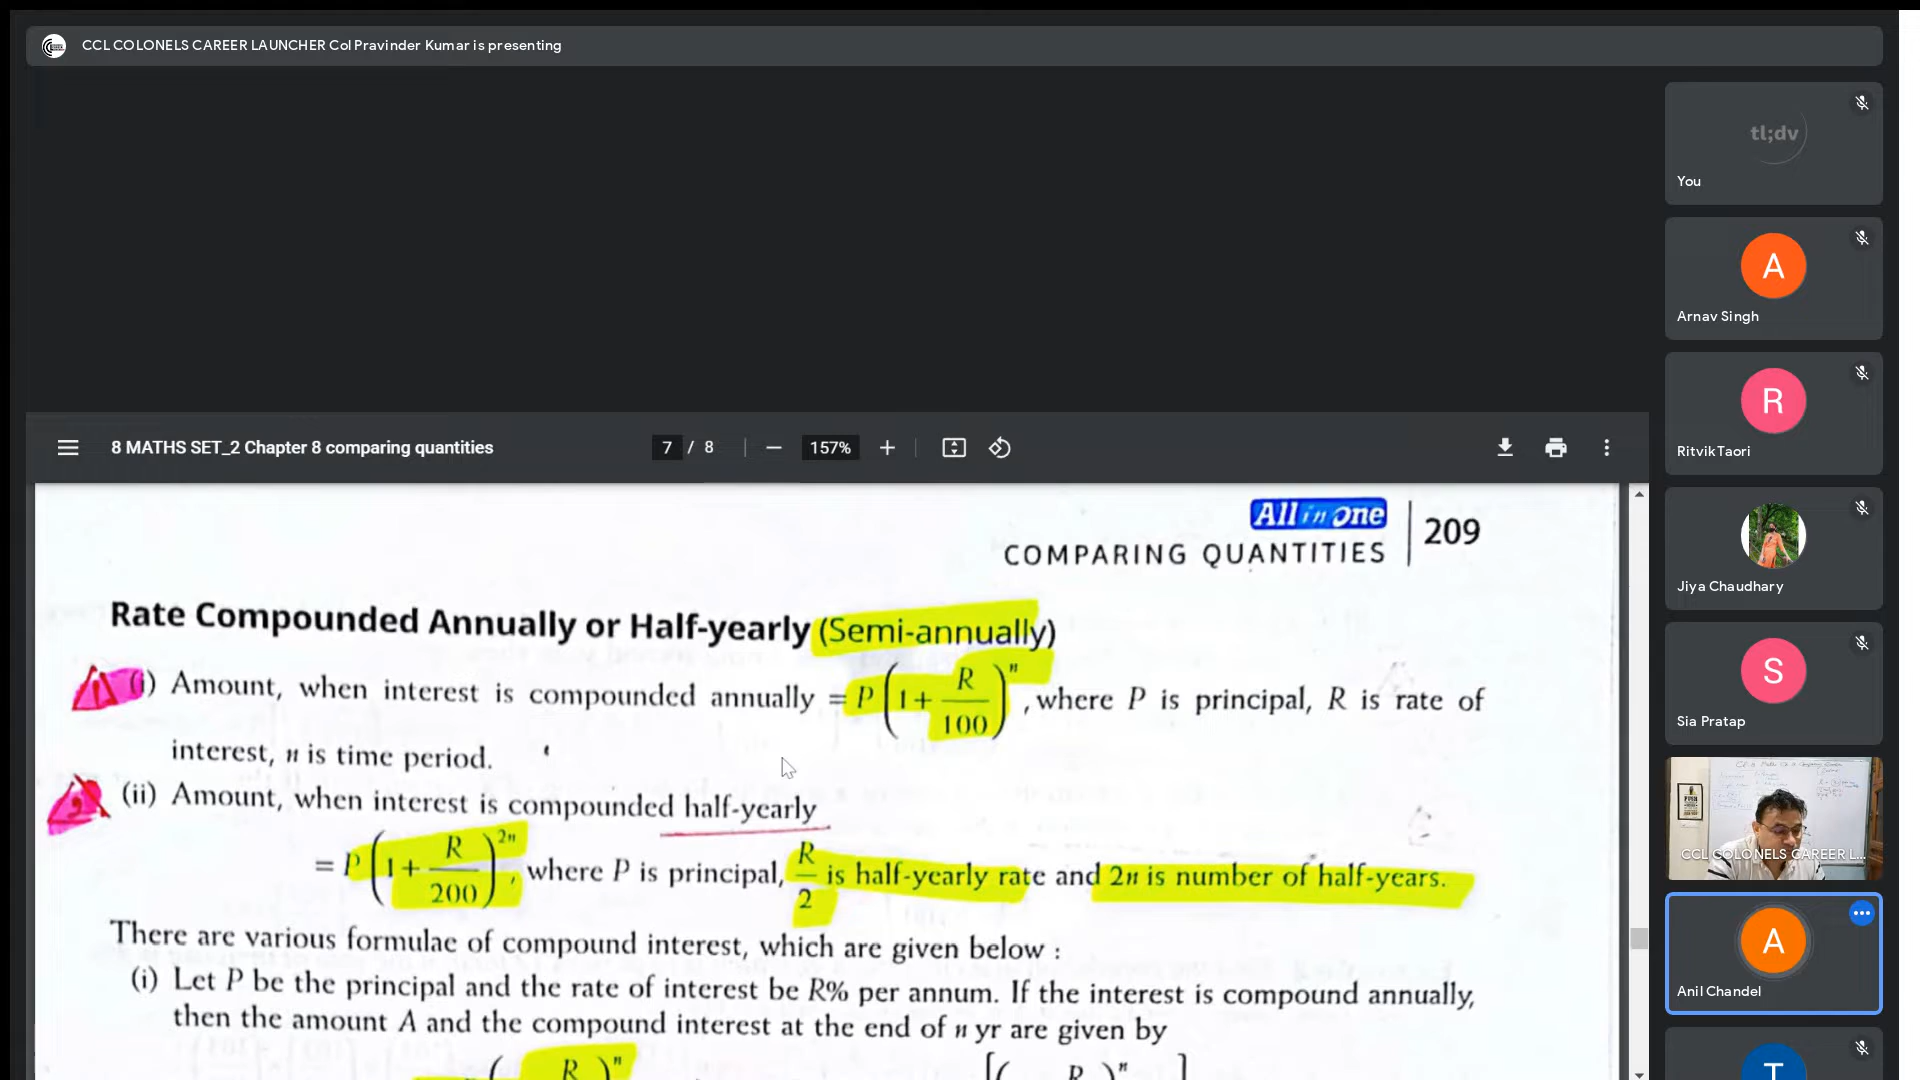 CCL COLONELS CAREER LAUNCHER Col Pravinder Kumar is presenting
tl;dv
You
A
Arnav Singh
R
Ritvik Taori
Jiya Chaudhary
S
Sia Pratap
CCL COLONELS CAREER L...
A
Anil Chandel
T
8 MATHS SET_2 Chapter 8 comparing quantities 7 / 8 157%
All in One
COMPARING QUANTITIES 209
Rate Compounded Annually or Half-yearly (Semi-annually)
(i) Amount, when interest is compounded annually = P(1 + R/100)^n, where P is principal, R is rate of
interest, n is time period.
(ii) Amount, when interest is compounded half-yearly
= P(1 + R/200)^2n, where P is principal, R/2 is half-yearly rate and 2n is number of half-years.
There are various formulae of compound interest, which are given below :
(i) Let P be the principal and the rate of interest be R% per annum. If the interest is compound annually,
then the amount A and the compound interest at the end of n yr are given by
R n
R n